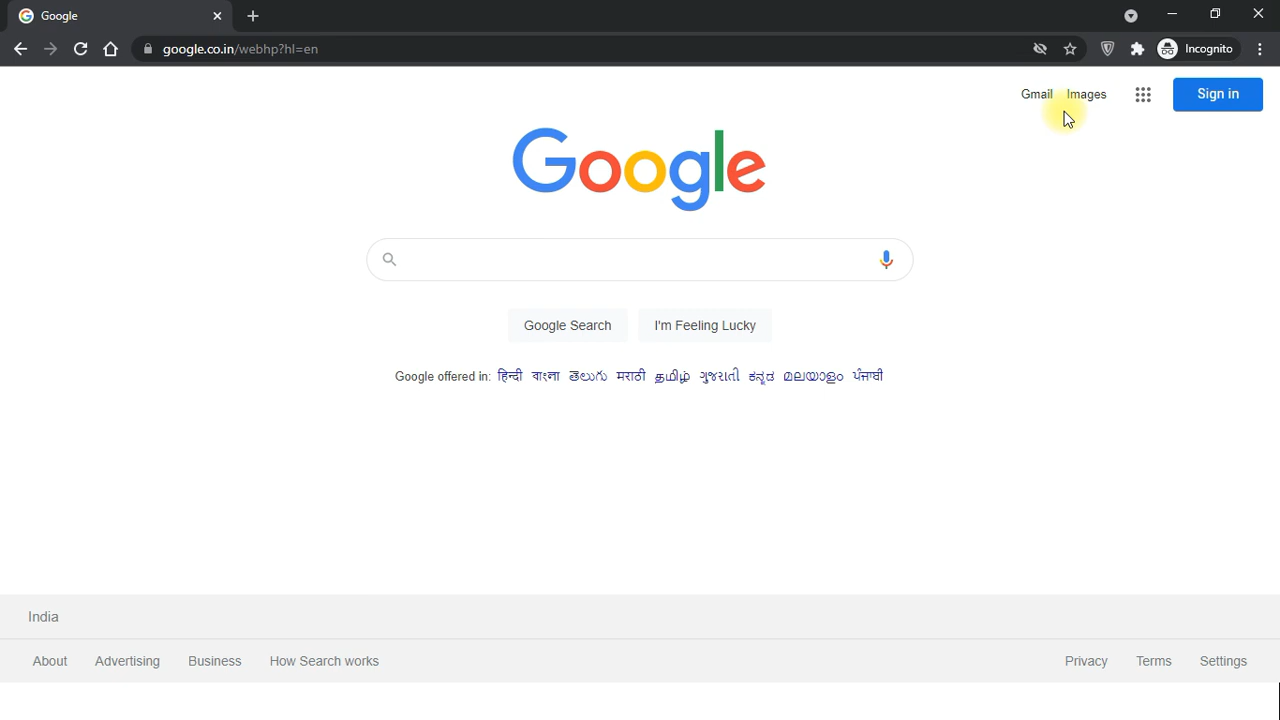 Google
google.co.in/webhp?hl=en
Incognito
Gmail Images Sign in
Google
Google Search I'm Feeling Lucky
Google offered in: हिन्दी বাংলা తెలుగు मराठी தமிழ் ગુજરાતી ಕನ್ನಡ മലയാളം ਪੰਜਾਬੀ
India
About Advertising Business How Search works Privacy Terms Settings